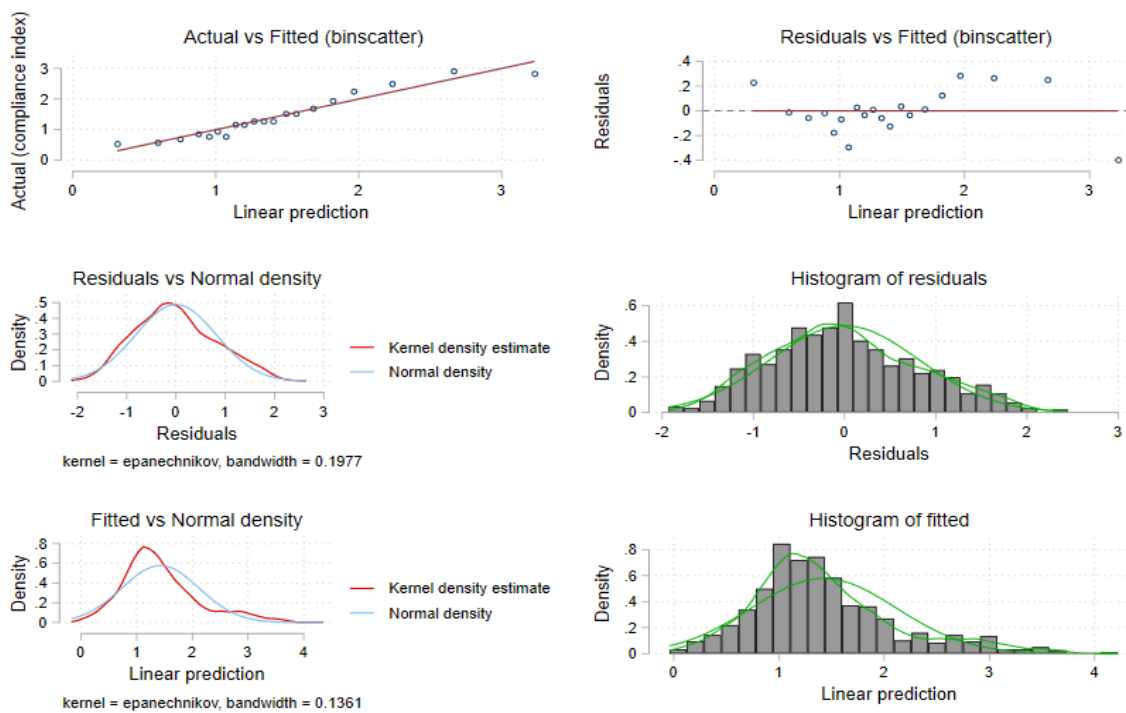 Actual vs Fitted (binscatter)
Actual (compliance index)
3
2
1
0
0 1 2 3
Linear prediction
Residuals vs Fitted (binscatter)
Residuals
.4
.2
0
-.2
-.4
0 1 2 3
Linear prediction
Residuals vs Normal density
Density
.5
.4
.3
.2
.1
0
-2 -1 0 1 2 3
Residuals
Kernel density estimate
Normal density
kernel = epanechnikov, bandwidth = 0.1977
Histogram of residuals
Density
.6
.4
.2
0
-2 -1 0 1 2 3
Residuals
Fitted vs Normal density
Density
.8
.6
.4
.2
0
0 1 2 3 4
Linear prediction
Kernel density estimate
Normal density
kernel = epanechnikov, bandwidth = 0.1361
Histogram of fitted
Density
.8
.6
.4
.2
0
0 1 2 3 4
Linear prediction